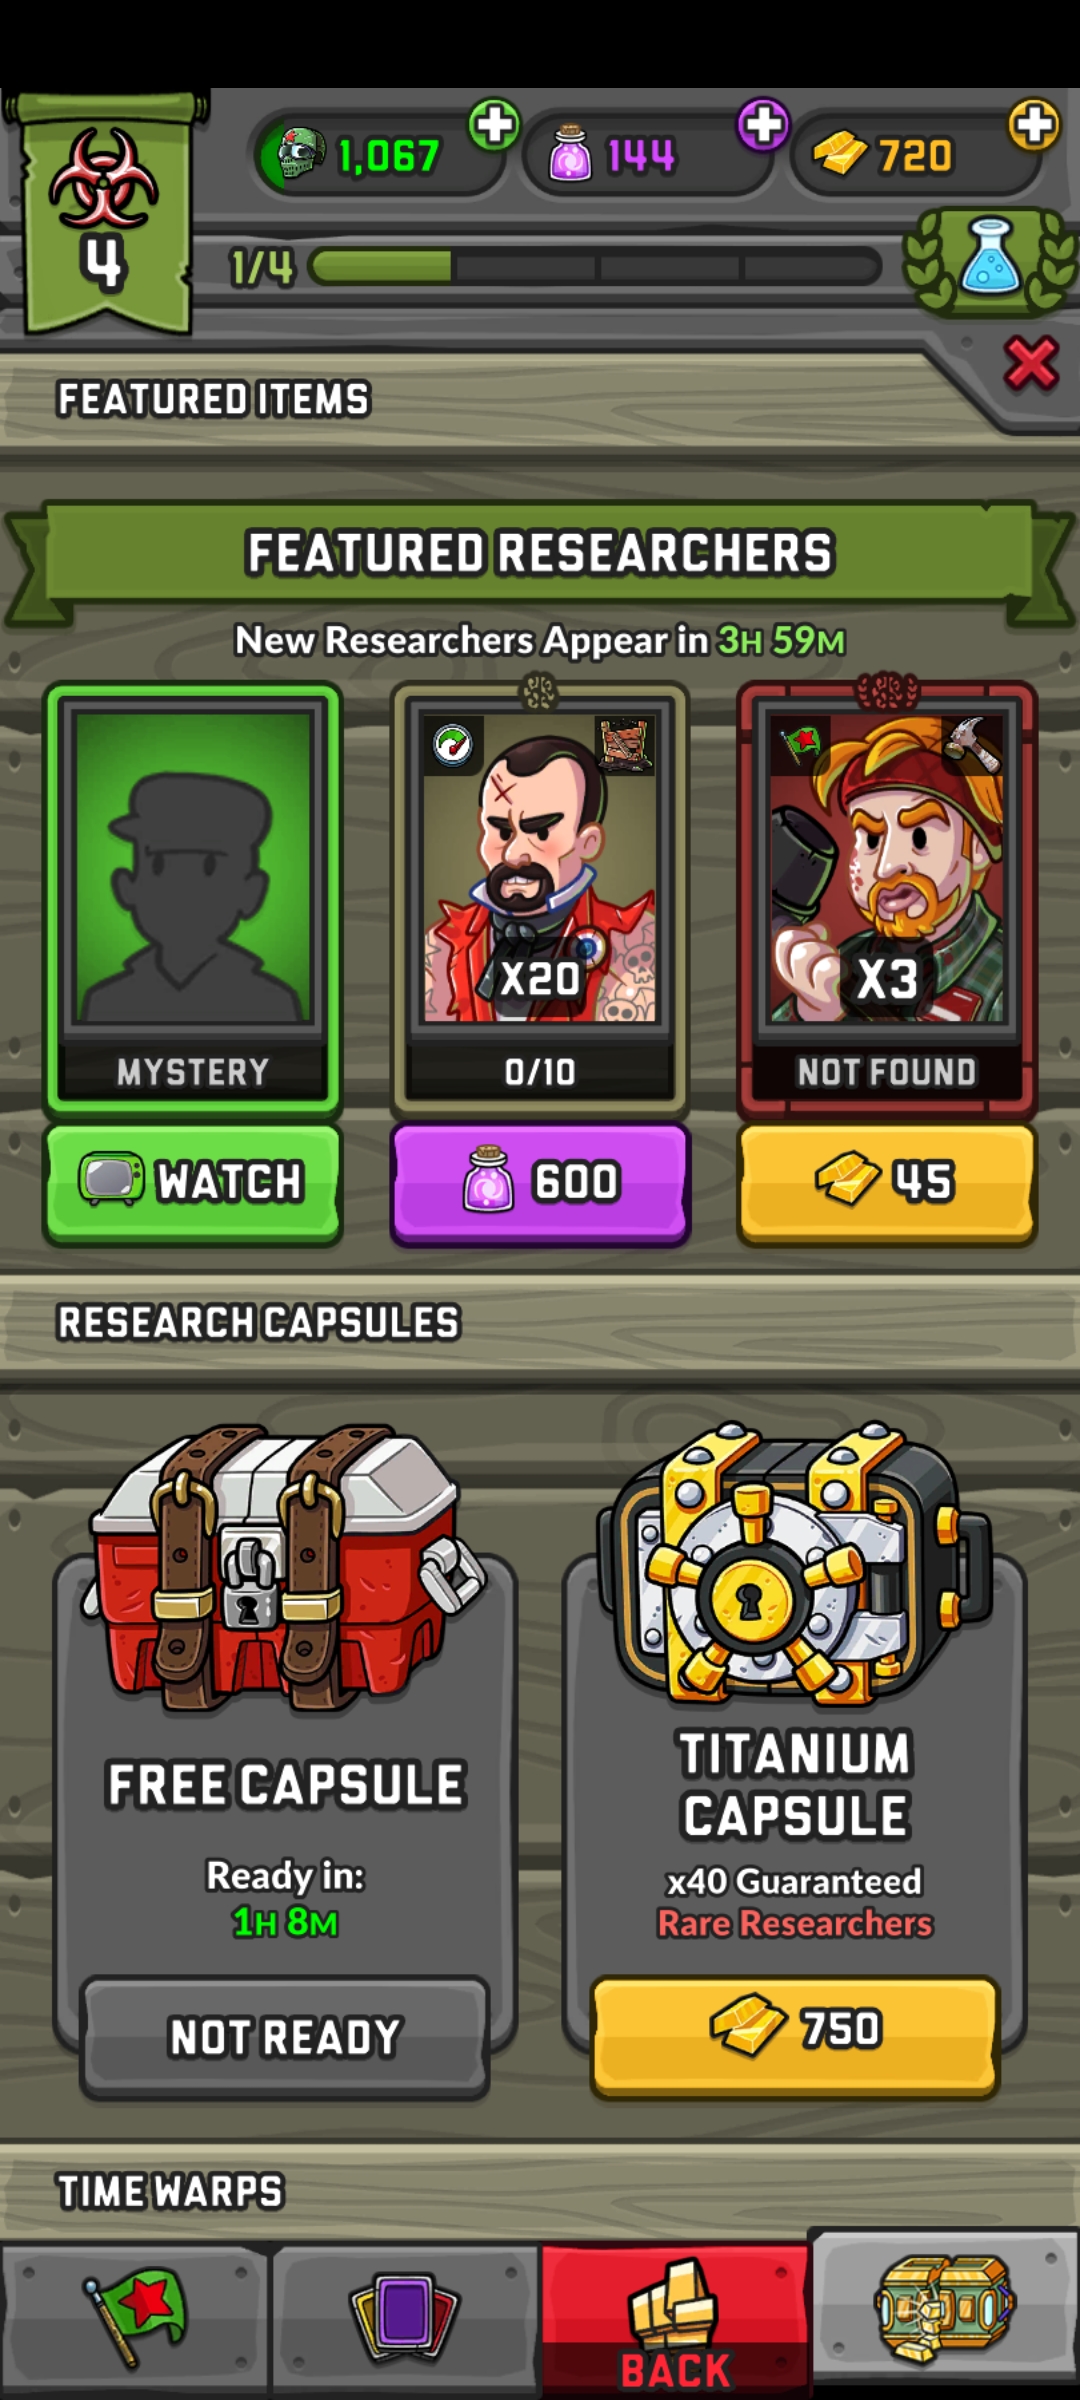 4
1,067
144
720
1/4
FEATURED ITEMS
FEATURED RESEARCHERS
New Researchers Appear in 3H 59M
X20
X3
MYSTERY
0/10
NOT FOUND
WATCH
600
45
RESEARCH CAPSULES
FREE CAPSULE
Ready in:
1H 8M
NOT READY
TITANIUM
CAPSULE
x40 Guaranteed
Rare Researchers
750
TIME WARPS
BACK